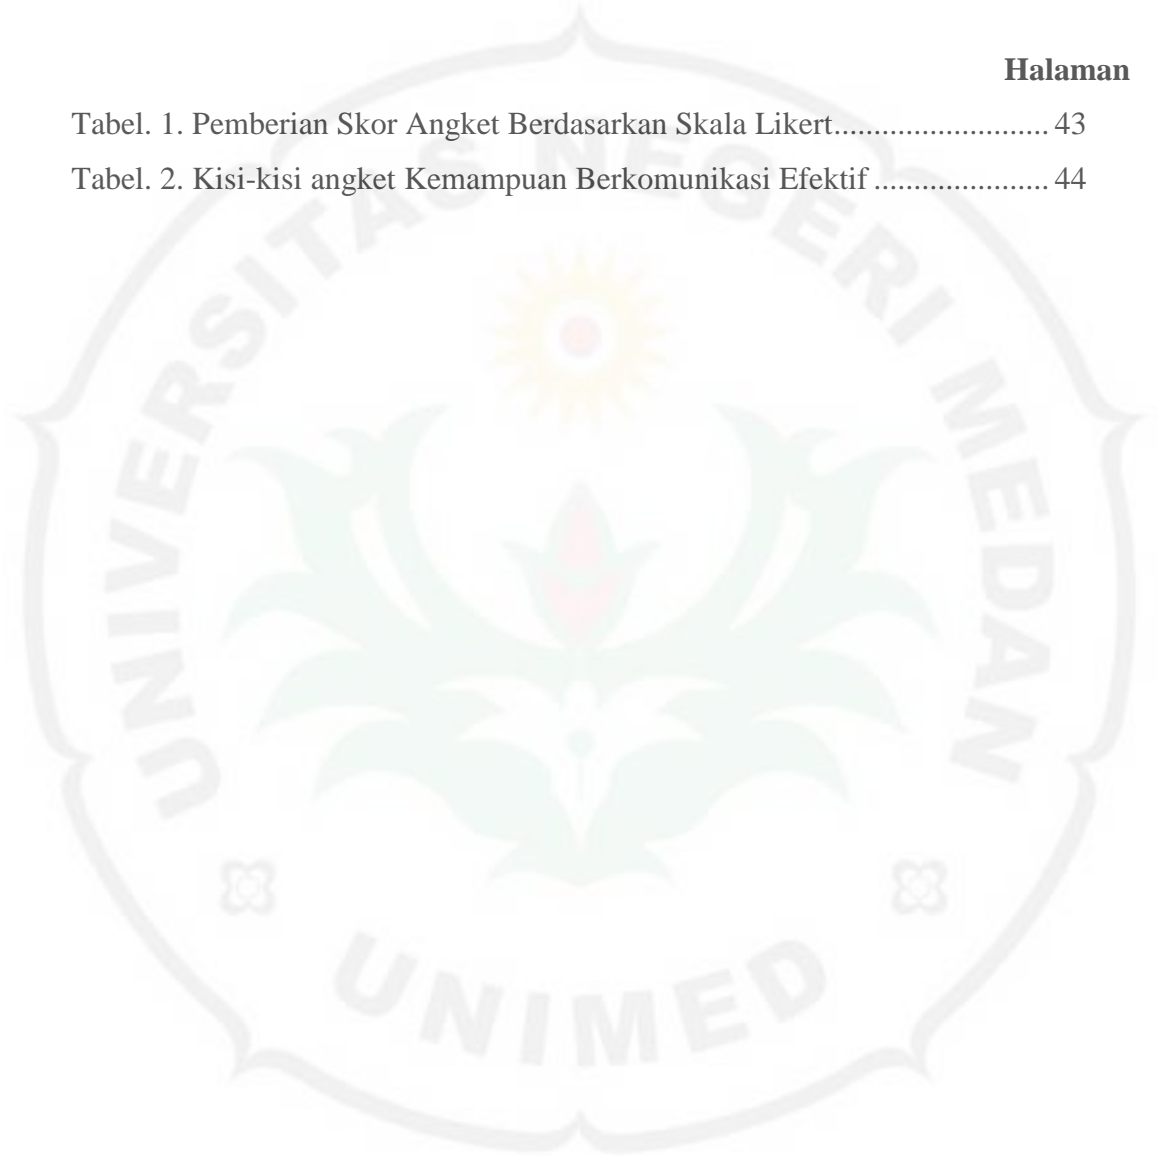 Halaman
Tabel. 1. Pemberian Skor Angket Berdasarkan Skala Likert........................... 43
Tabel. 2. Kisi-kisi angket Kemampuan Berkomunikasi Efektif ...................... 44
UNIVERSITAS NEGERI MEDAN
UNIMED